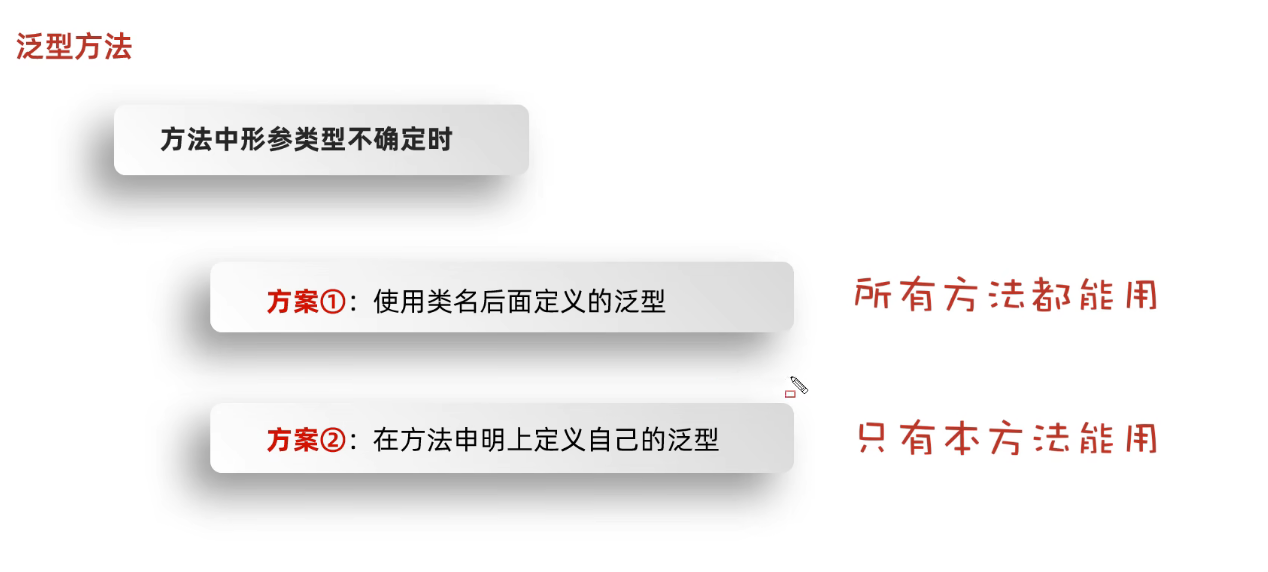 泛型方法
方法中形参类型不确定时
方案①：使用类名后面定义的泛型
所有方法都能用
方案②：在方法申明上定义自己的泛型
只有本方法能用